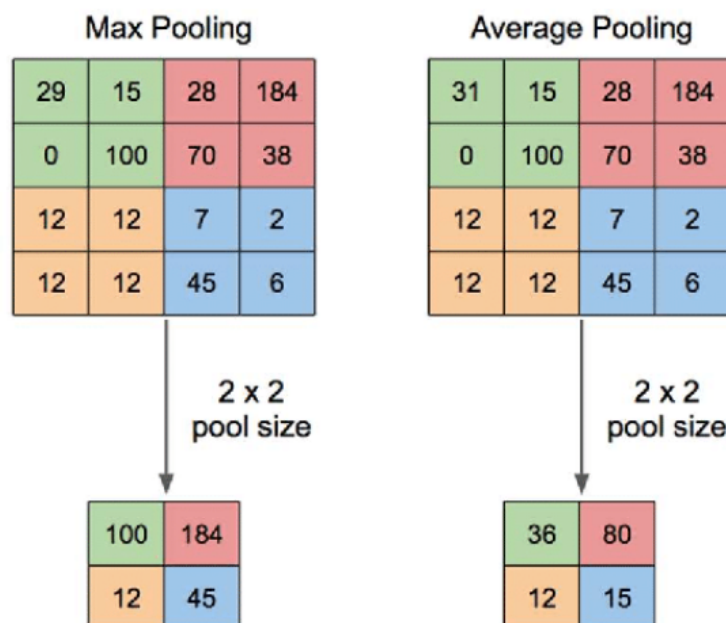 Max Pooling
29 15 28 184
0 100 70 38
12 12 7 2
12 12 45 6
2 x 2
pool size
100 184
12 45
Average Pooling
31 15 28 184
0 100 70 38
12 12 7 2
12 12 45 6
2 x 2
pool size
36 80
12 15